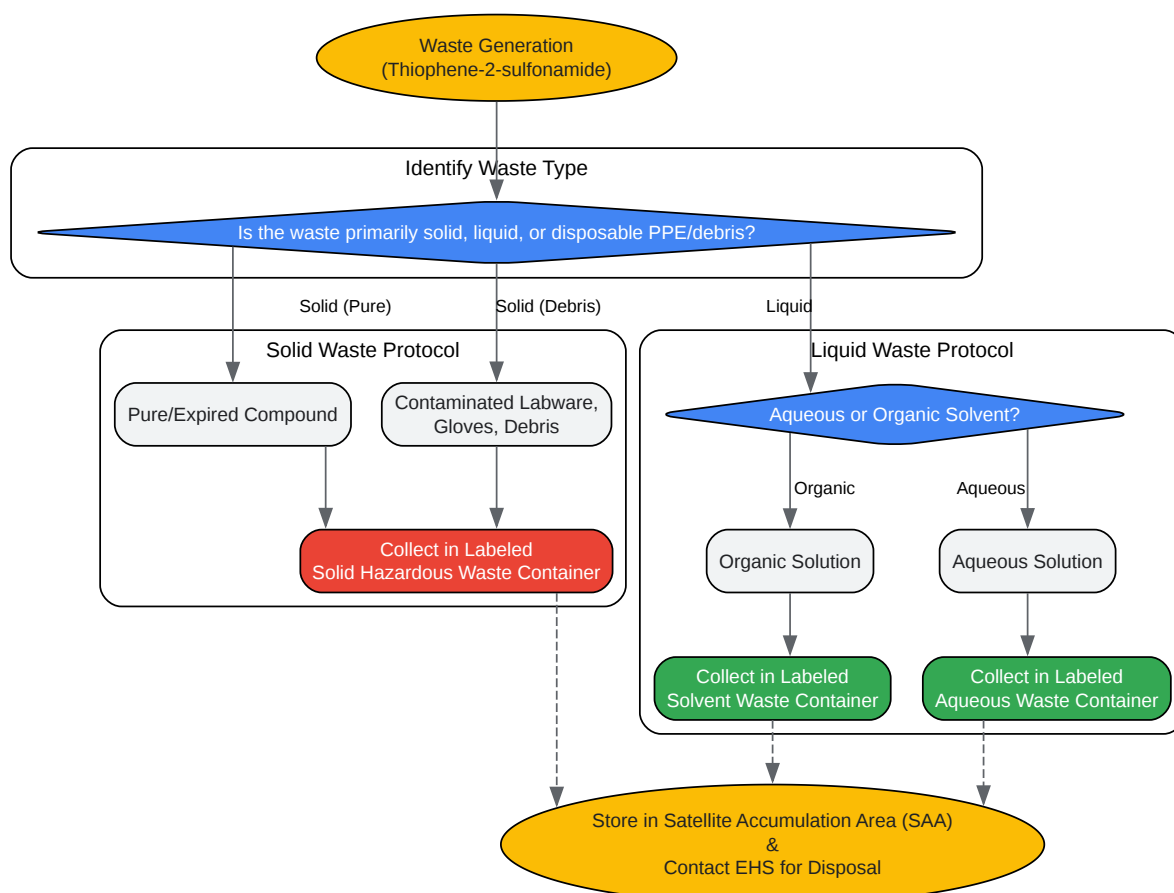 Waste Generation
(Thiophene-2-sulfonamide)
Identify Waste Type
Is the waste primarily solid, liquid, or disposable PPE/debris?
Solid (Pure)
Solid (Debris)
Liquid
Solid Waste Protocol
Liquid Waste Protocol
Pure/Expired Compound
Contaminated Labware,
Gloves, Debris
Aqueous or Organic Solvent?
Organic
Aqueous
Collect in Labeled
Solid Hazardous Waste Container
Organic Solution
Aqueous Solution
Collect in Labeled
Solvent Waste Container
Collect in Labeled
Aqueous Waste Container
Store in Satellite Accumulation Area (SAA)
&
Contact EHS for Disposal